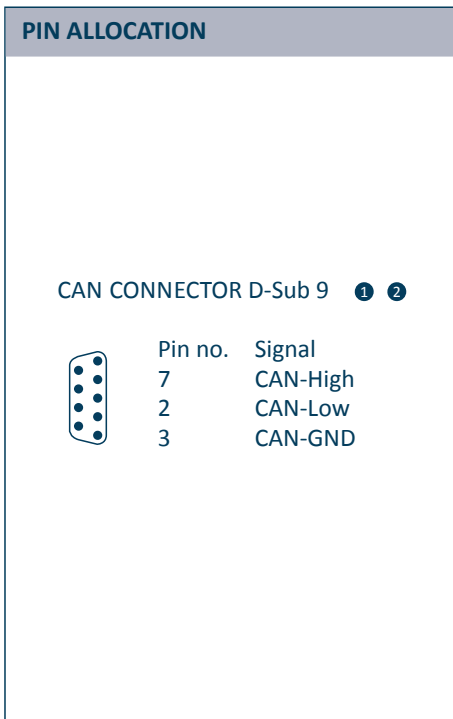 PIN ALLOCATION
CAN CONNECTOR D-Sub 9 1 2
Pin no. Signal
7 CAN-High
2 CAN-Low
3 CAN-GND